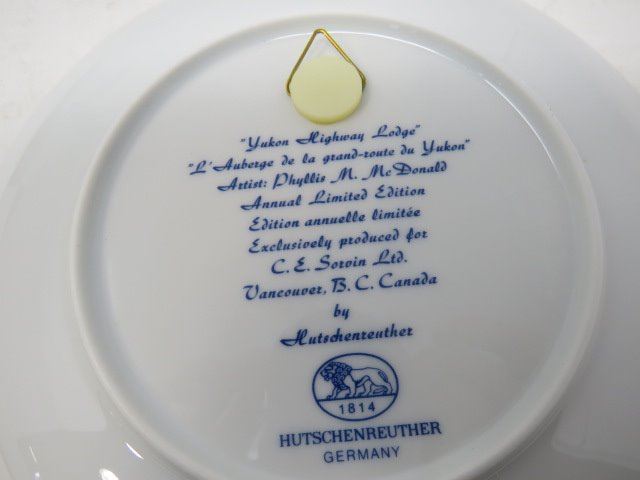 "Yukon Highway Lodge"
"L'Auberge de la grand-route du Yukon"
Artist: Phyllis M. McDonald
Annual Limited Edition
Edition annuelle limitée
Exclusively produced for
C. E. Sorvin Ltd.
Vancouver, B. C. Canada
by
Hutschenreuther
1814
HUTSCHENREUTHER
GERMANY